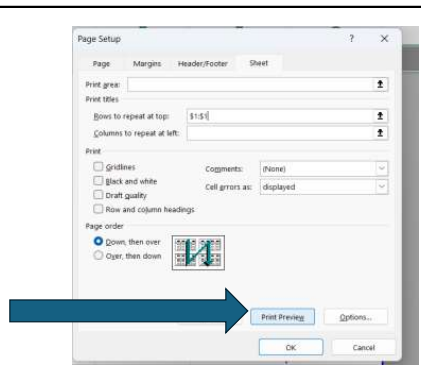 Page Setup ? ×
Page Margins Header/Footer Sheet
Print area:
Print titles
Rows to repeat at top: $1:$1
Columns to repeat at left:
Print
Gridlines
Black and white
Draft quality
Row and column headings
Comments: (None)
Cell errors as: displayed
Page order
Down, then over
Over, then down
Print Preview Options...
OK Cancel